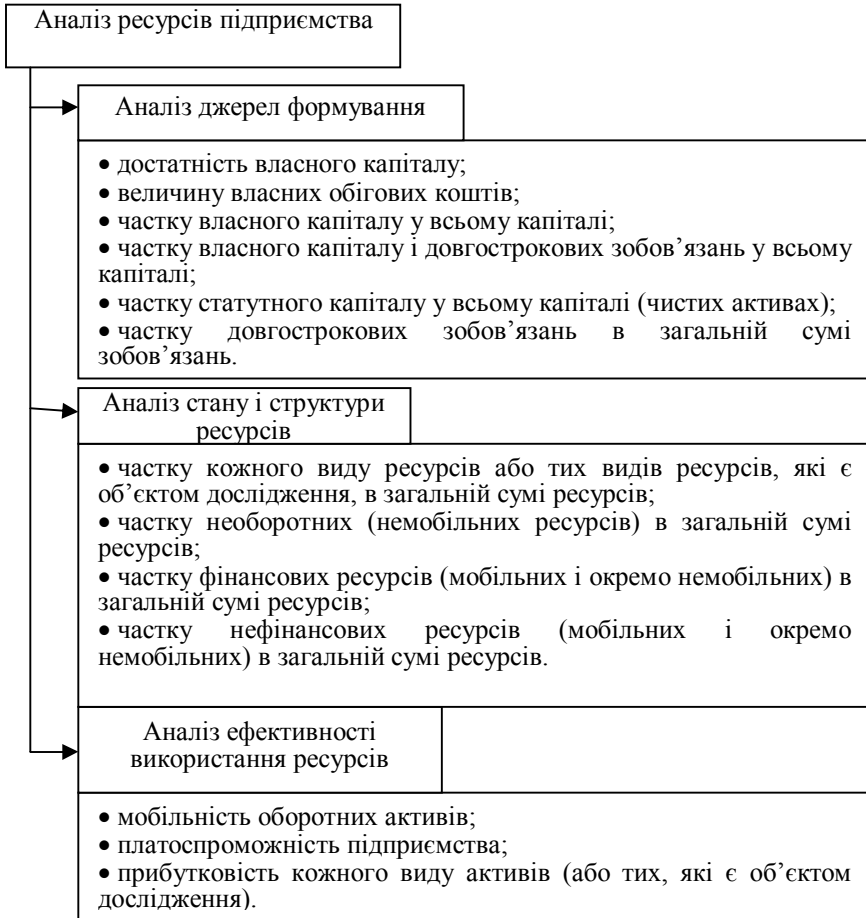 Аналіз ресурсів підприємства
Аналіз джерел формування
• достатність власного капіталу;
• величину власних обігових коштів;
• частку власного капіталу у всьому капіталі;
• частку власного капіталу і довгострокових зобов’язань у всьому
капіталі;
• частку статутного капіталу у всьому капіталі (чистих активах);
• частку довгострокових зобов’язань в загальній сумі
зобов’язань.
Аналіз стану і структури
ресурсів
• частку кожного виду ресурсів або тих видів ресурсів, які є
об’єктом дослідження, в загальній сумі ресурсів;
• частку необоротних (немобільних ресурсів) в загальній сумі
ресурсів;
• частку фінансових ресурсів (мобільних і окремо немобільних) в
загальній сумі ресурсів;
• частку нефінансових ресурсів (мобільних і окремо
немобільних) в загальній сумі ресурсів.
Аналіз ефективності
використання ресурсів
• мобільність оборотних активів;
• платоспроможність підприємства;
• прибутковість кожного виду активів (або тих, які є об’єктом
дослідження).